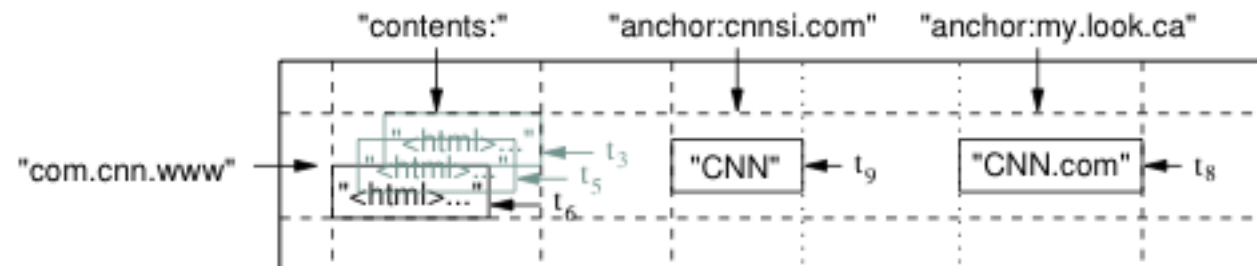 "contents:" "anchor:cnnsi.com" "anchor:my.look.ca"
"<html>..." t3
"com.cnn.www" "<html>..." t5 "CNN" t9 "CNN.com" t8
"<html>..." t6